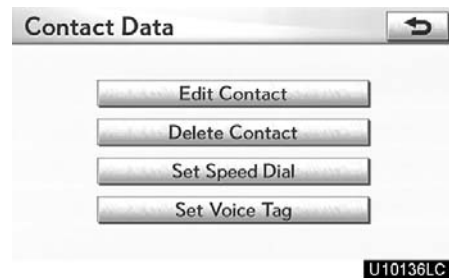 Contact Data
Edit Contact
Delete Contact
Set Speed Dial
Set Voice Tag
U10136LC